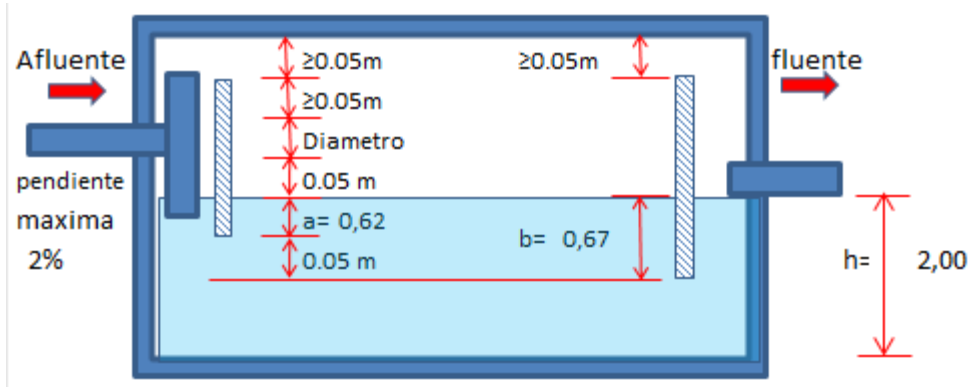 Afluente
≥0.05m
≥0.05m
fluente
≥0.05m
Diametro
pendiente
maxima
2%
0.05 m
a= 0,62
0.05 m
b= 0,67
h= 2,00